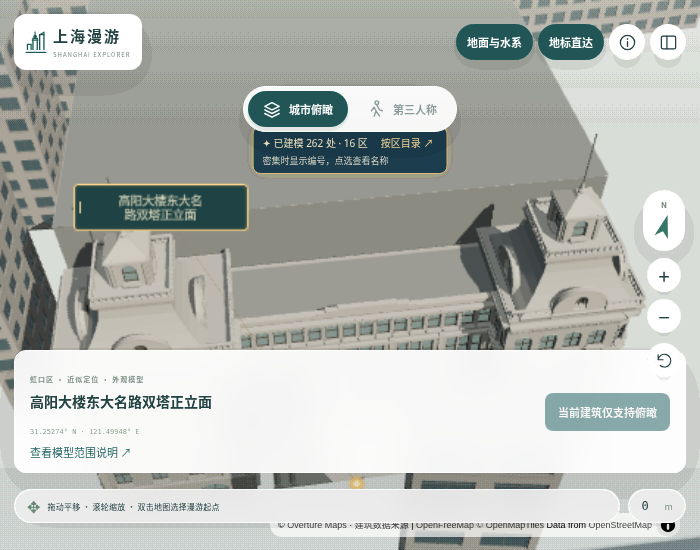 上海漫游
SHANGHAI EXPLORER
地面与水系
地标直达
城市俯瞰
第三人称
✦ 已建模 262 处 · 16 区 按区目录 ↗
密集时显示编号，点选查看名称
高阳大楼东大名
路双塔正立面
N
+
−
虹口区 · 近似定位 · 外观模型
高阳大楼东大名路双塔正立面
31.25274° N · 121.49948° E
查看模型范围说明 ↗
当前建筑仅支持俯瞰
拖动平移 · 滚轮缩放 · 双击地图选择漫游起点
0 m
© Overture Maps · 建筑数据来源 | OpenFreeMap © OpenMapTiles Data from OpenStreetMap